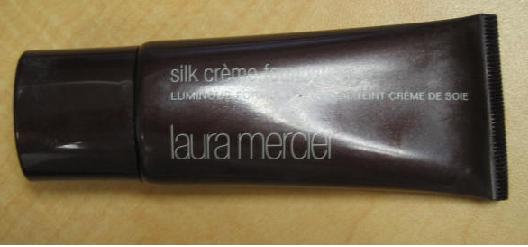 silk crème
LUMINOUS TEINT CRÈME DE SOIE
laura mercier